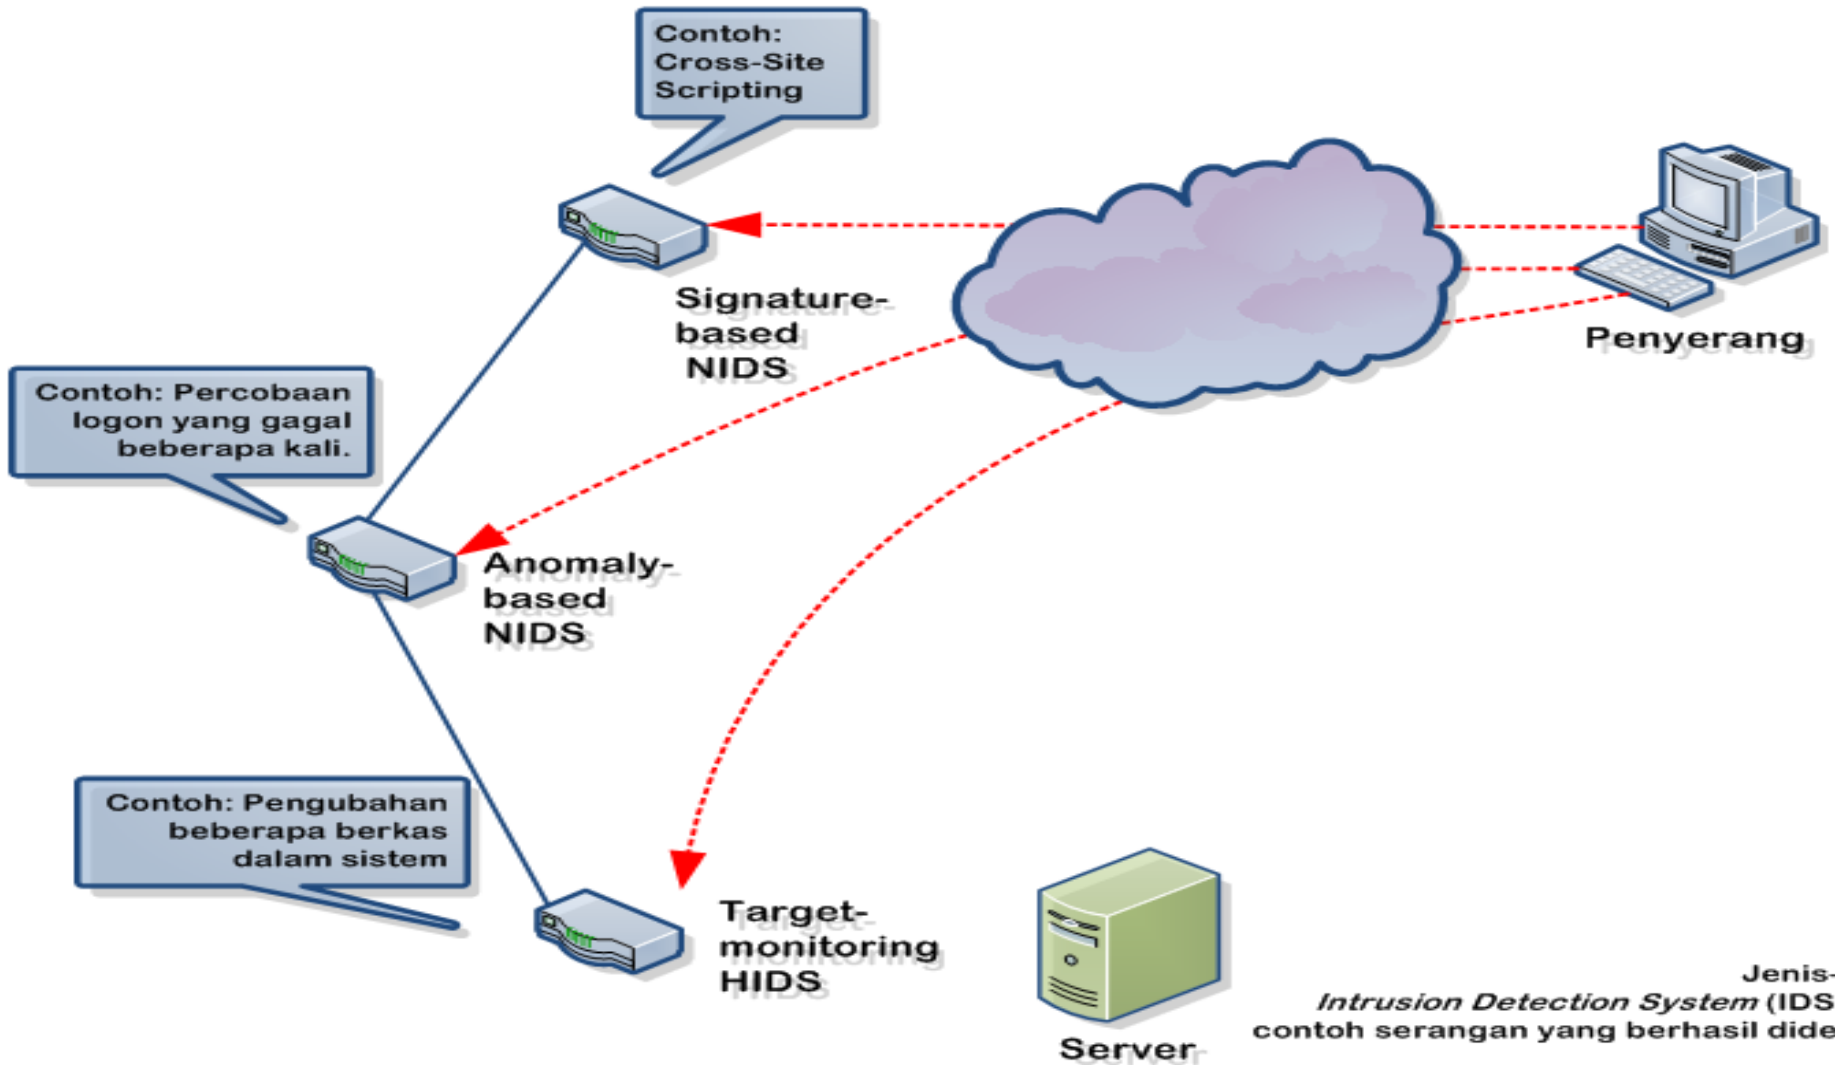 Contoh:
Cross-Site
Scripting
Signature-
based
NIDS
Penyerang
Contoh: Percobaan
logon yang gagal
beberapa kali.
Anomaly-
based
NIDS
Contoh: Pengubahan
beberapa berkas
dalam sistem
Target-
monitoring
HIDS
Server
Jenis-
Intrusion Detection System (IDS
contoh serangan yang berhasil dide